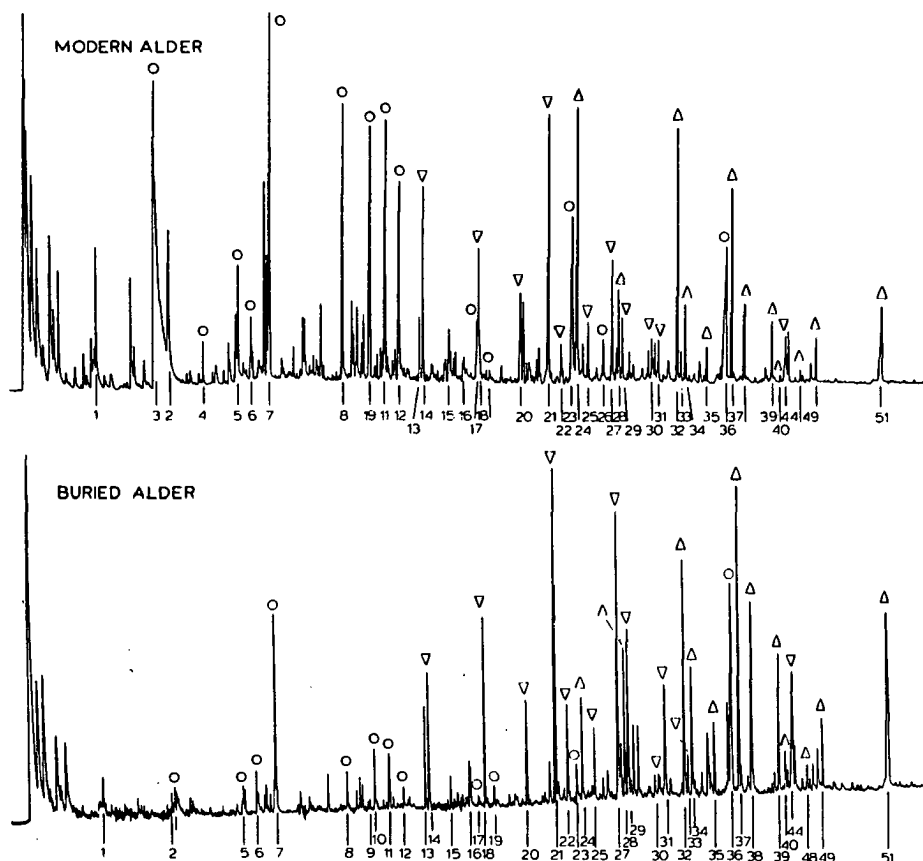 MODERN ALDER
1 3 2 4 5 6 7 8 19 11 12 14 15 16 18 20 21 23 25 26 28 31 33 35 37 39 44 49 51
13 17 22 24 27 29 30 32 34 36 40
BURIED ALDER
10 14 17 19 22 24 28 29 31 34 33 37 40 44
1 2 5 6 7 8 9 11 12 13 15 16 18 20 21 23 25 27 30 32 35 36 38 39 48 49 51